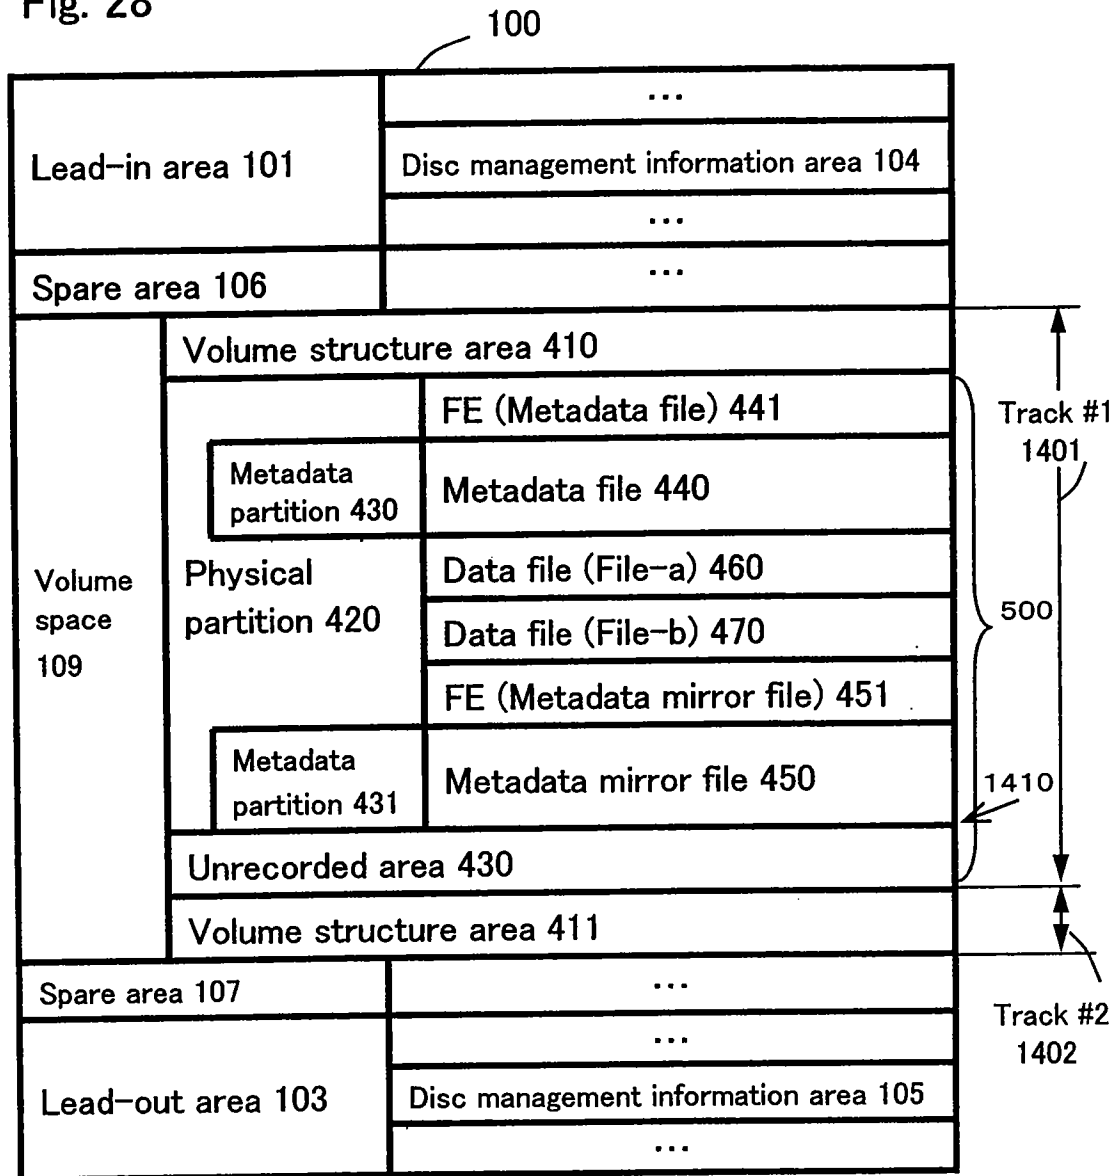 Fig. 28
100
...
Lead-in area 101
Disc management information area 104
...
Spare area 106
...
Volume structure area 410
FE (Metadata file) 441
Track #1
1401
Metadata
partition 430
Metadata file 440
Volume
space
109
Physical
partition 420
Data file (File-a) 460
500
Data file (File-b) 470
FE (Metadata mirror file) 451
Metadata
partition 431
Metadata mirror file 450
1410
Unrecorded area 430
Volume structure area 411
Spare area 107
...
Track #2
1402
...
Lead-out area 103
Disc management information area 105
...